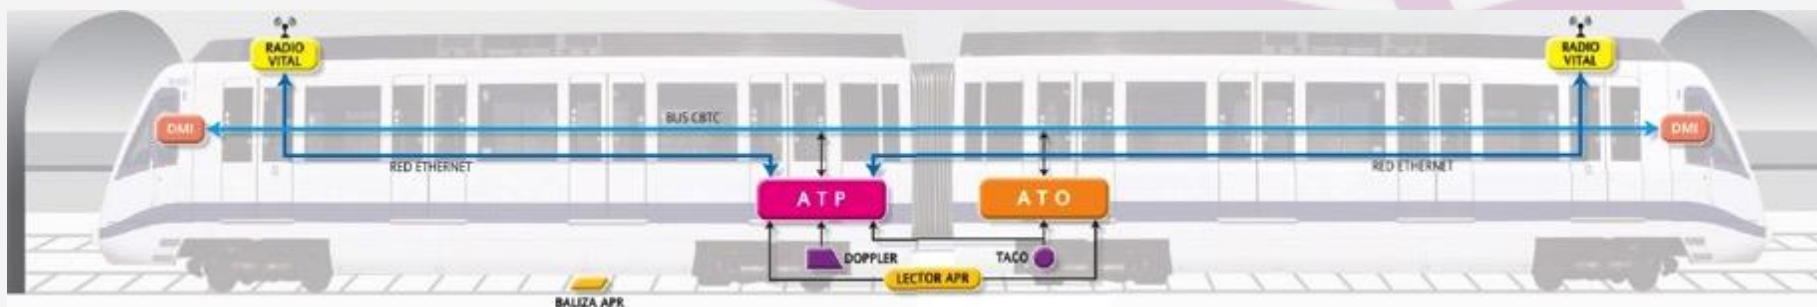 RADIO
VITAL
RADIO
VITAL
DMI
BUS CBTC
DMI
RED ETHERNET
RED ETHERNET
ATP
ATO
DOPPLER
TACO
LECTOR APR
BALIZA APR